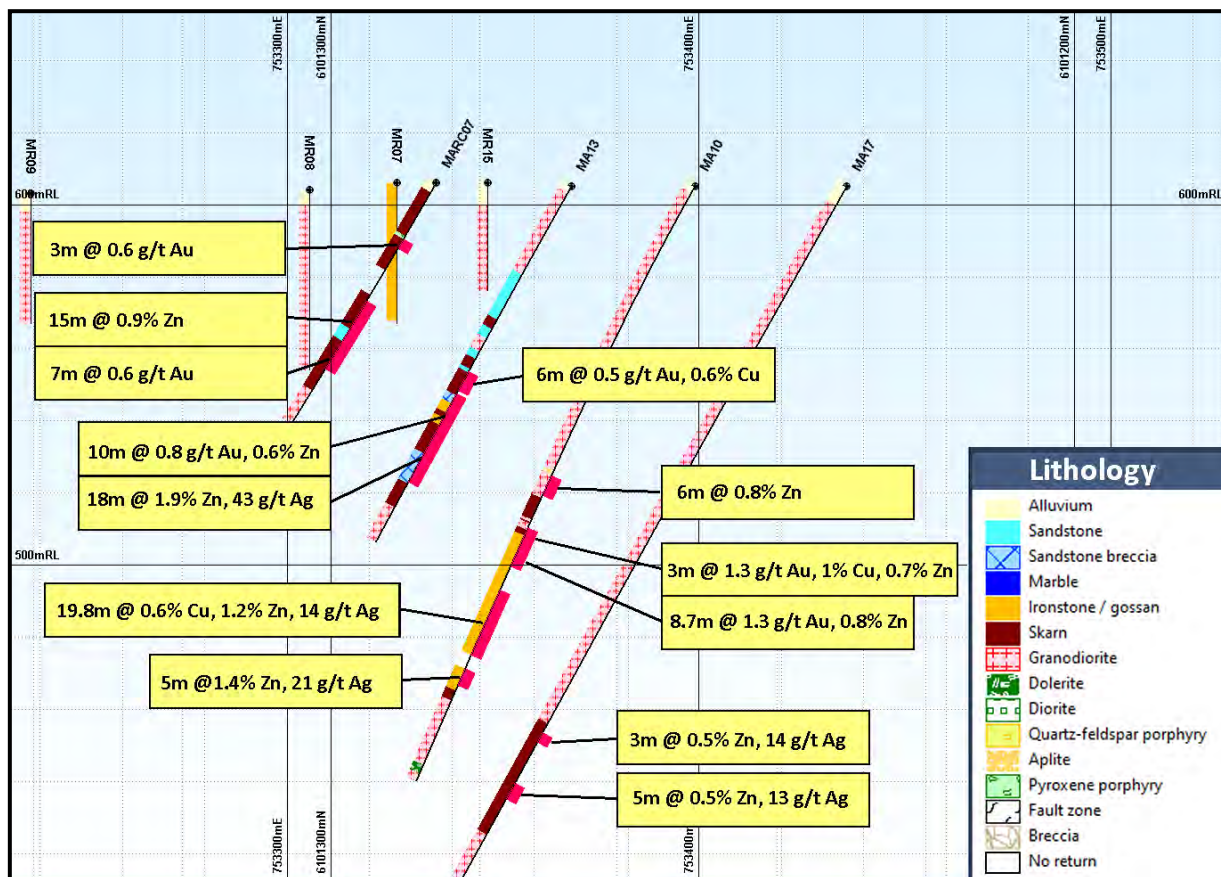 753300mE
6101300mN
753400mE
6101200mN
753500mE
MR09
MR08
MR07
MARC07
MR15
MA13
MA10
MA17
600mRL
600mRL
3m @ 0.6 g/t Au
15m @ 0.9% Zn
7m @ 0.6 g/t Au
6m @ 0.5 g/t Au, 0.6% Cu
10m @ 0.8 g/t Au, 0.6% Zn
18m @ 1.9% Zn, 43 g/t Ag
6m @ 0.8% Zn
500mRL
3m @ 1.3 g/t Au, 1% Cu, 0.7% Zn
19.8m @ 0.6% Cu, 1.2% Zn, 14 g/t Ag
8.7m @ 1.3 g/t Au, 0.8% Zn
5m @1.4% Zn, 21 g/t Ag
3m @ 0.5% Zn, 14 g/t Ag
5m @ 0.5% Zn, 13 g/t Ag
753300mE
6101300mN
753400mE
Lithology
Alluvium
Sandstone
Sandstone breccia
Marble
Ironstone / gossan
Skarn
Granodiorite
Dolerite
Diorite
Quartz-feldspar porphyry
Aplite
Pyroxene porphyry
Fault zone
Breccia
No return